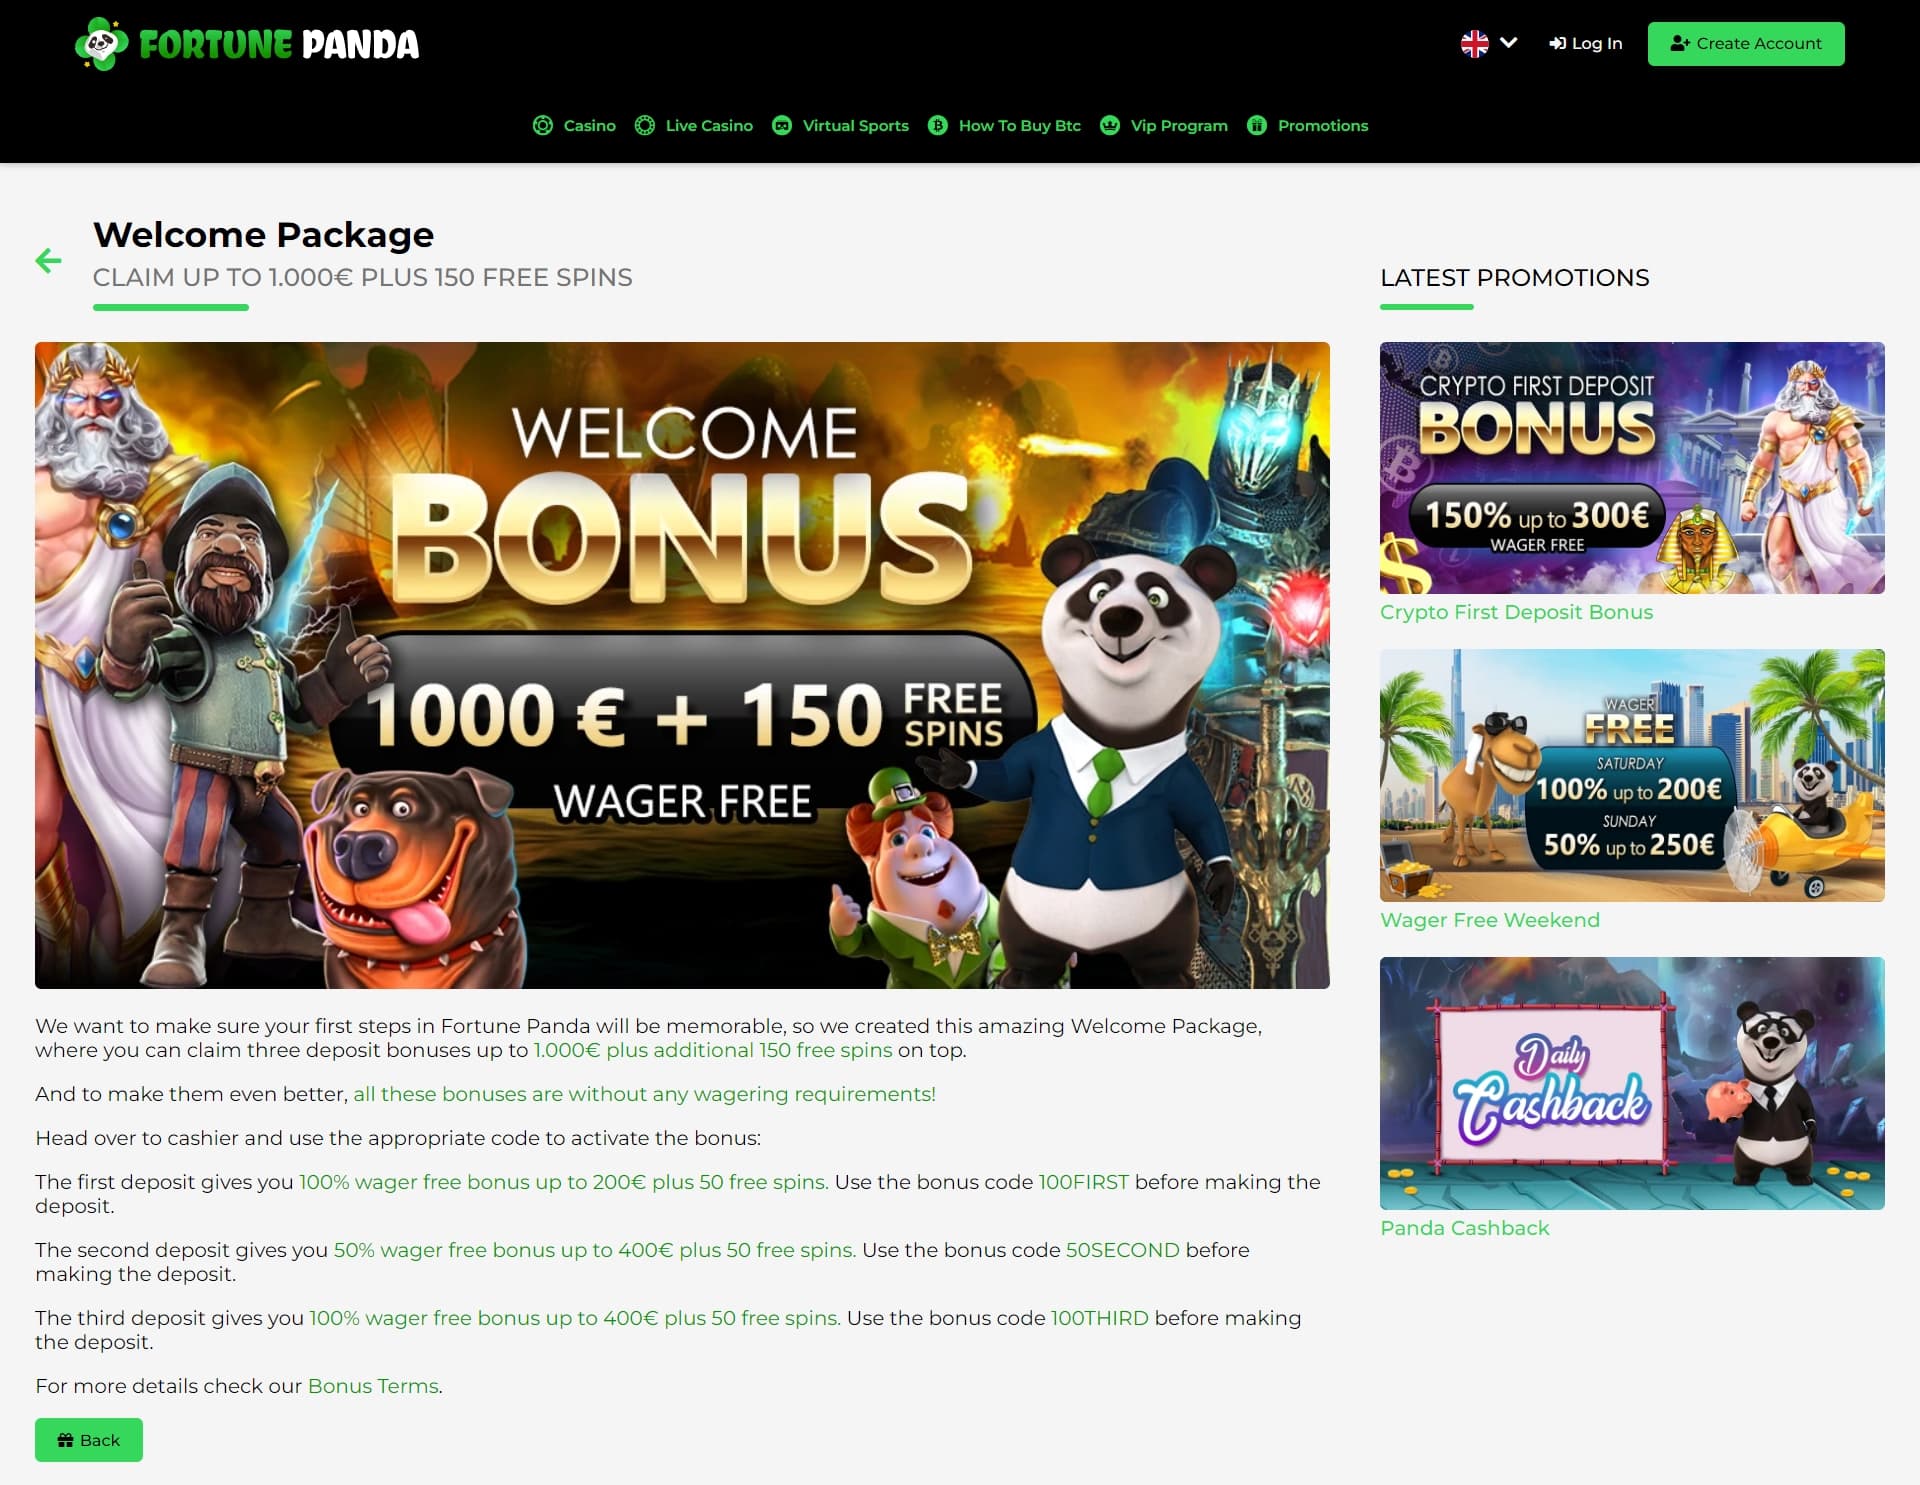 FORTUNE PANDA
Log In
Create Account
Casino
Live Casino
Virtual Sports
How To Buy Btc
Vip Program
Promotions
Welcome Package
CLAIM UP TO 1.000€ PLUS 150 FREE SPINS
WELCOME
BONUS
1000 € + 150 FREE
SPINS
WAGER FREE
We want to make sure your first steps in Fortune Panda will be memorable, so we created this amazing Welcome Package,
where you can claim three deposit bonuses up to 1.000€ plus additional 150 free spins on top.
And to make them even better, all these bonuses are without any wagering requirements!
Head over to cashier and use the appropriate code to activate the bonus:
The first deposit gives you 100% wager free bonus up to 200€ plus 50 free spins. Use the bonus code 100FIRST before making the
deposit.
The second deposit gives you 50% wager free bonus up to 400€ plus 50 free spins. Use the bonus code 50SECOND before
making the deposit.
The third deposit gives you 100% wager free bonus up to 400€ plus 50 free spins. Use the bonus code 100THIRD before making
the deposit.
For more details check our Bonus Terms.
Back
LATEST PROMOTIONS
CRYPTO FIRST DEPOSIT
BONUS
150% up to 300€
WAGER FREE
Crypto First Deposit Bonus
WAGER
FREE
SATURDAY
100% up to 200€
SUNDAY
50% up to 250€
Wager Free Weekend
Daily
Cashback
Panda Cashback